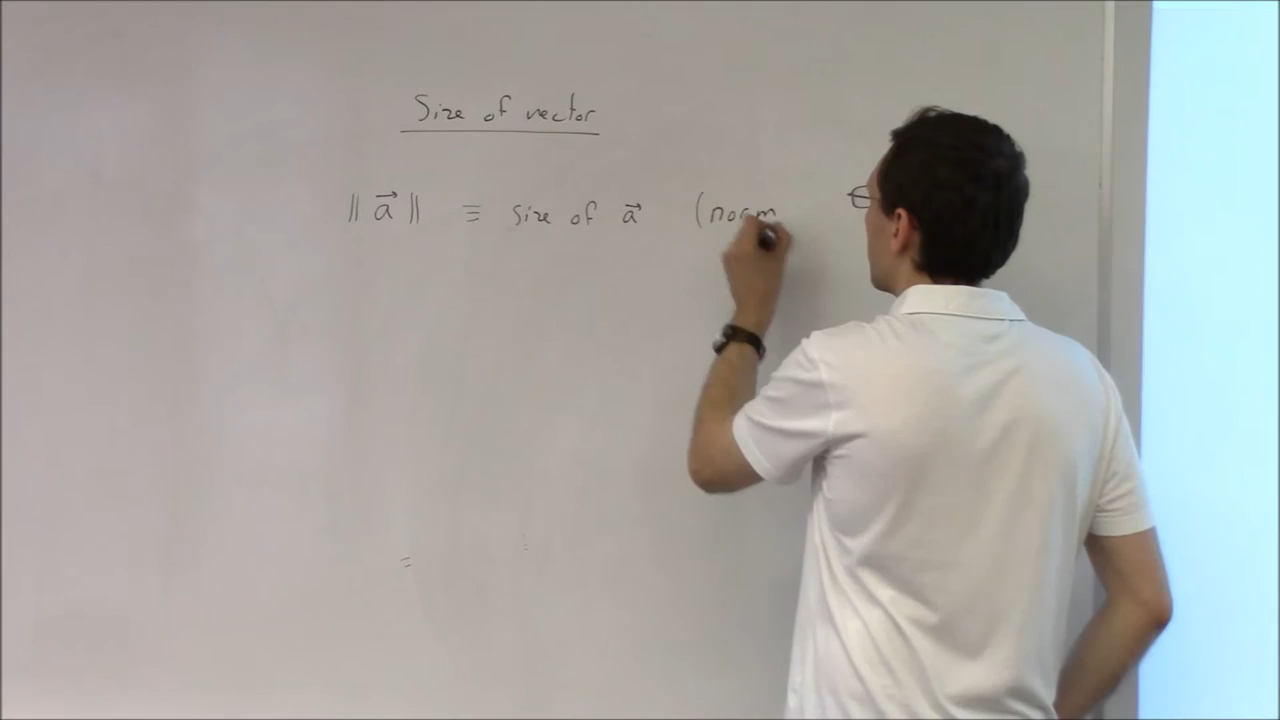 Size of vector
‖ a⃗ ‖ ≡ size of a⃗ (norm
=